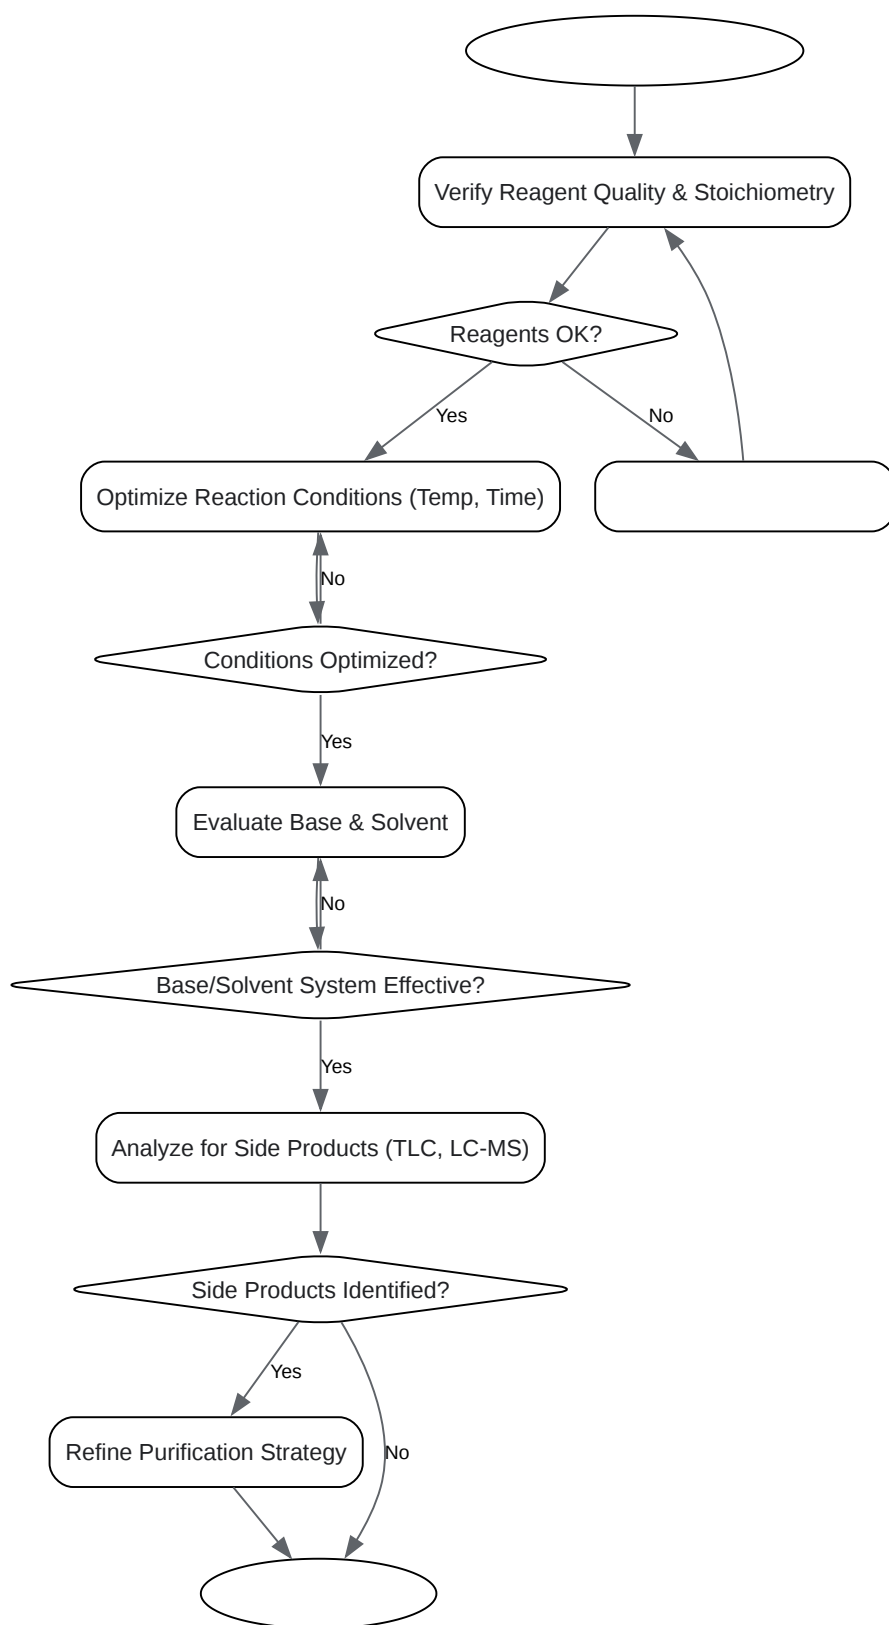 Verify Reagent Quality & Stoichiometry
Reagents OK?
Yes
No
Optimize Reaction Conditions (Temp, Time)
No
Conditions Optimized?
Yes
Evaluate Base & Solvent
No
Base/Solvent System Effective?
Yes
Analyze for Side Products (TLC, LC-MS)
Side Products Identified?
Yes
Refine Purification Strategy
No